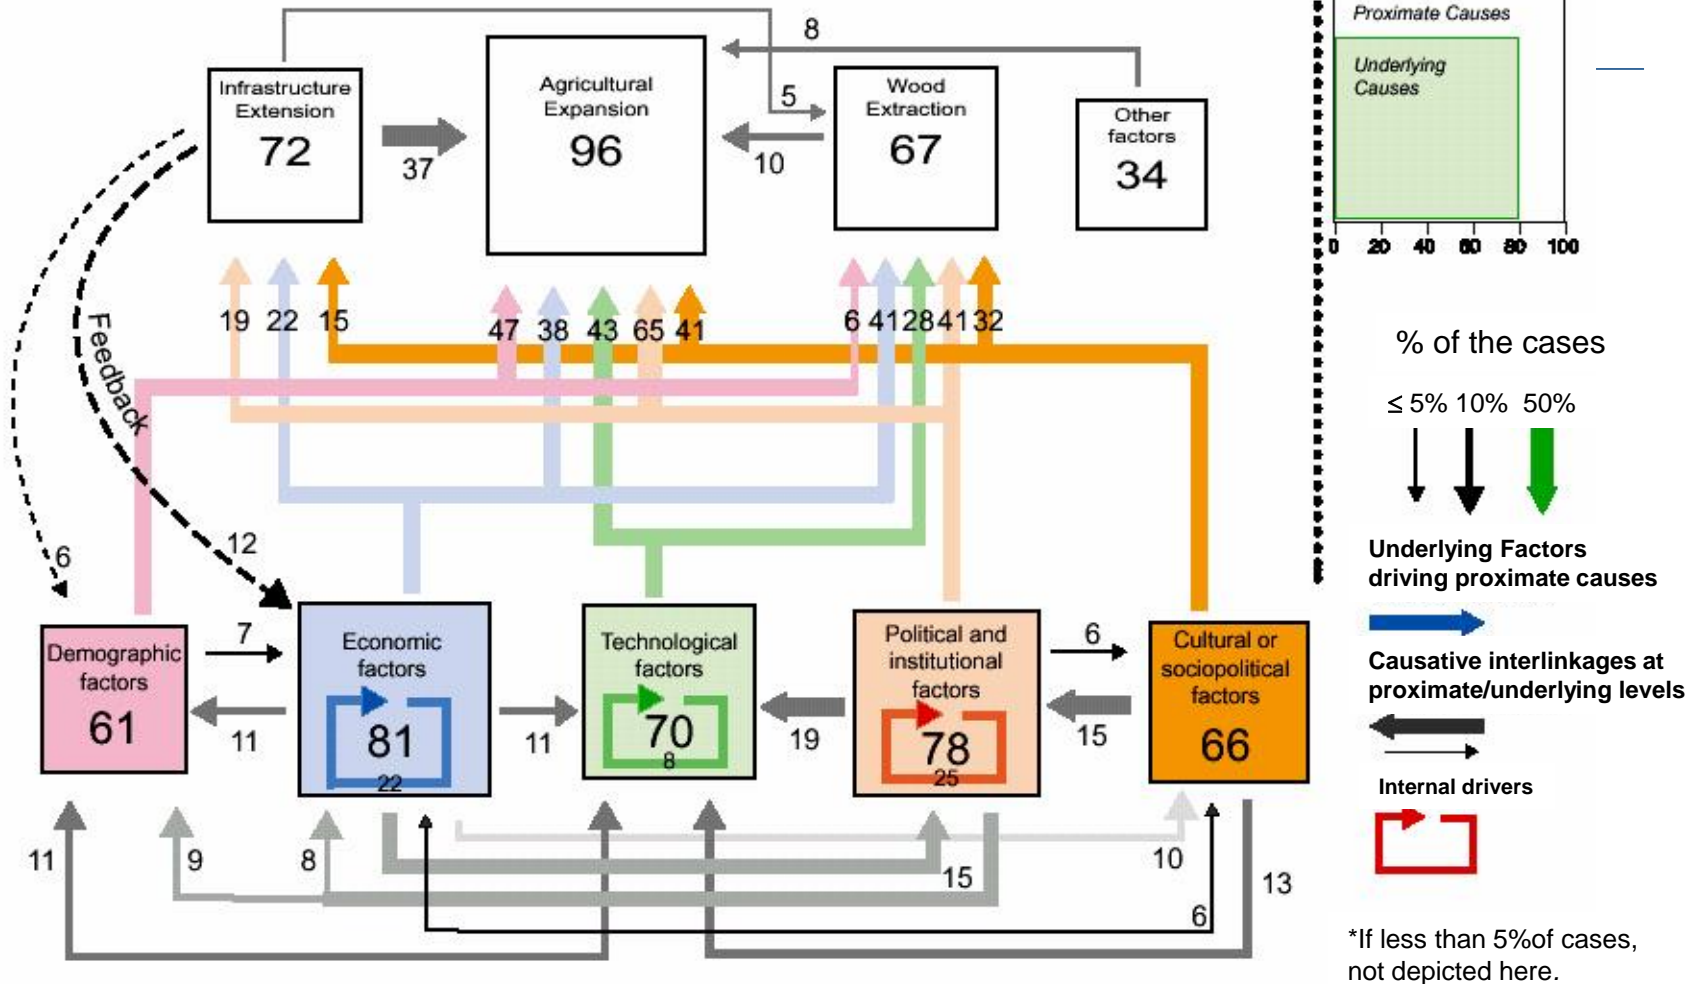 8
Proximate Causes
Underlying
Causes
0 20 40 60 80 100
Infrastructure
Extension
72
37
Agricultural
Expansion
96
5
10
Wood
Extraction
67
Other
factors
34
Feedback
19 22 15
47 38 43 65 41
6 41 28 41 32
% of the cases
≤ 5% 10% 50%
Underlying Factors
driving proximate causes
Causative interlinkages at
proximate/underlying levels
Internal drivers
*If less than 5%of cases,
not depicted here.
6
12
Demographic
factors
61
7
11
Economic
factors
81
22
11
Technological
factors
70
8
19
Political and
institutional
factors
78
25
6
15
Cultural or
sociopolitical
factors
66
11
9
8
15
10
6
13